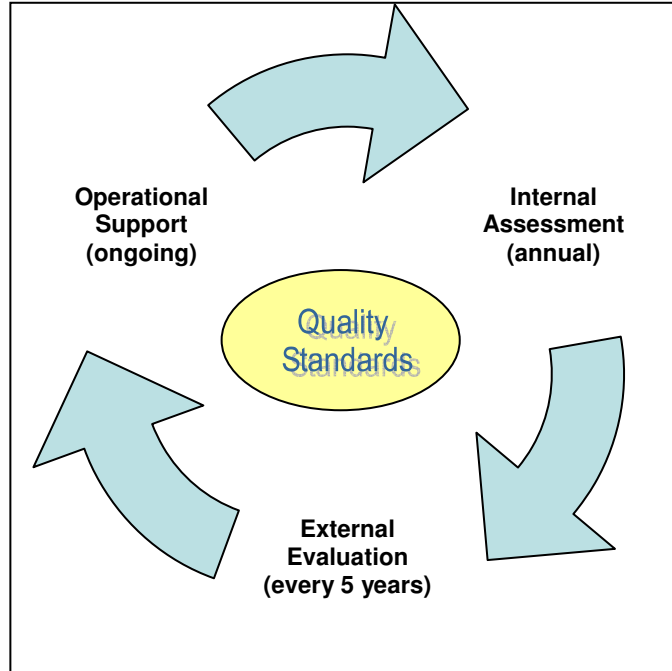 Operational
Support
(ongoing)
Internal
Assessment
(annual)
Quality
Standards
External
Evaluation
(every 5 years)